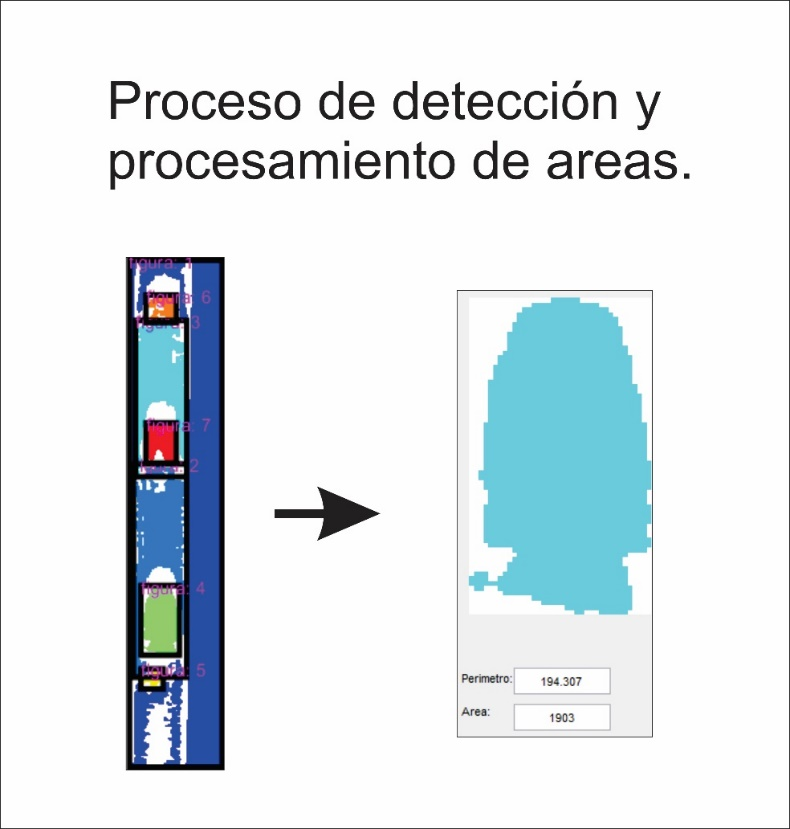 Proceso de detección y
procesamiento de areas.
figura: 1
figura: 6
figura: 3
figura: 7
figura: 2
figura: 4
figura: 5
Perimetro: 194.307
Area: 1903